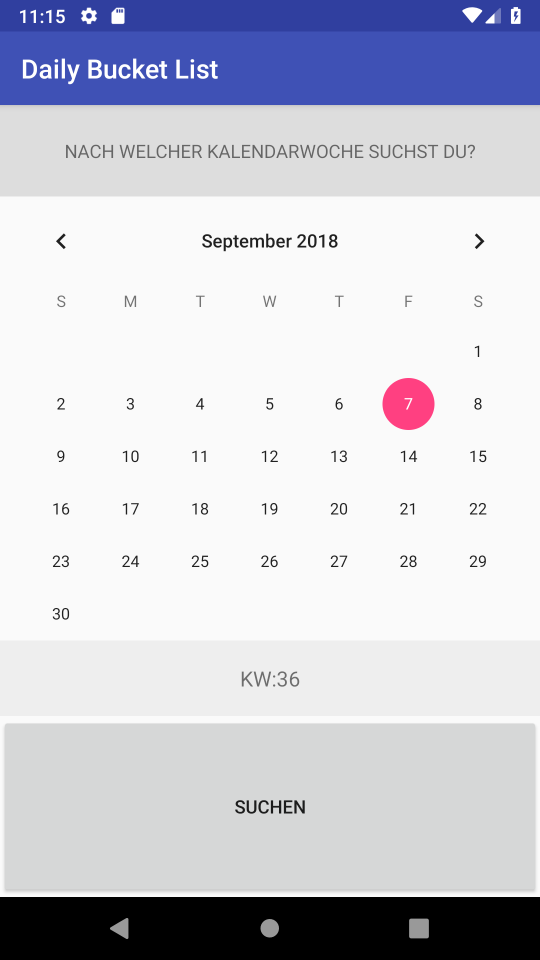 11:15
Daily Bucket List
NACH WELCHER KALENDARWOCHE SUCHST DU?
September 2018
S M T W T F S
1
2 3 4 5 6 7 8
9 10 11 12 13 14 15
16 17 18 19 20 21 22
23 24 25 26 27 28 29
30
KW:36
SUCHEN